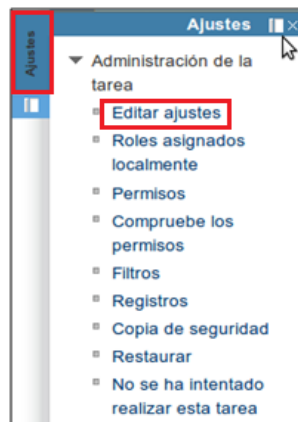 Ajustes
Ajustes
Administración de la
tarea
Editar ajustes
Roles asignados
localmente
Permisos
Compruebe los
permisos
Filtros
Registros
Copia de seguridad
Restaurar
No se ha intentado
realizar esta tarea